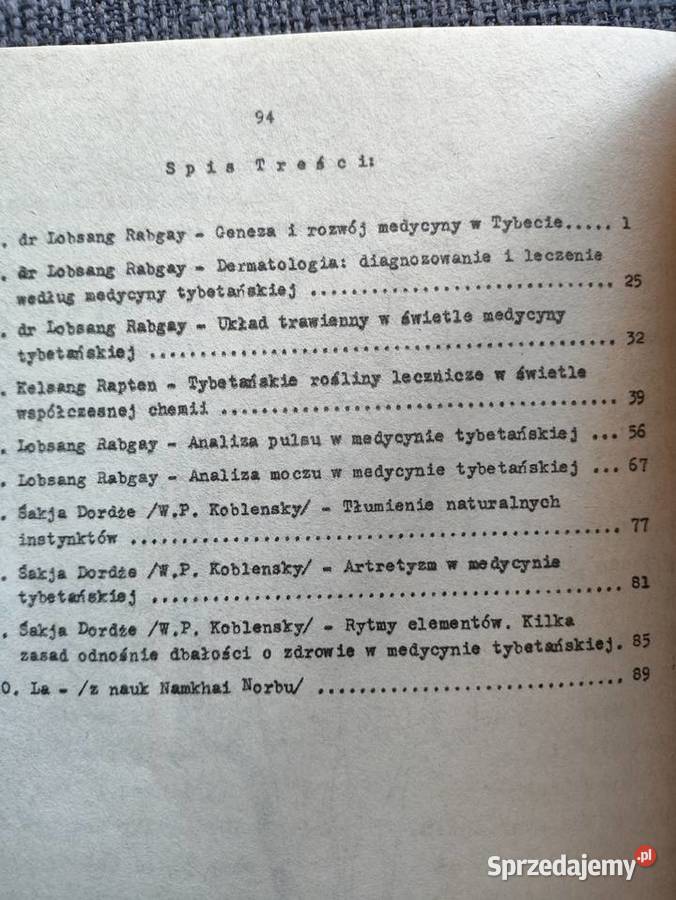 94
Spis Treści:
. dr Lobsang Rabgay - Geneza i rozwój medycyny w Tybecie..... 1
. dr Lobsang Rabgay - Dermatologia: diagnozowanie i leczenie
według medycyny tybetańskiej ............................... 25
. dr Lobsang Rabgay - Układ trawienny w świetle medycyny
tybetańskiej ............................................... 32
. Kelsang Rapten - Tybetańskie rośliny lecznicze w świetle
współczesnej chemii ........................................ 39
. Lobsang Rabgay - Analiza pulsu w medycynie tybetańskiej ... 56
. Lobsang Rabgay - Analiza moczu w medycynie tybetańskiej ... 67
. Śakja Dordże /W.P. Koblensky/ - Tłumienie naturalnych
instynktów ................................................. 77
. Śakja Dordże /W.P. Koblensky/ - Artretyzm w medycynie
tybetańskiej ............................................... 81
. Śakja Dordże /W.P. Koblensky/ - Rytmy elementów. Kilka
zasad odnośnie dbałości o zdrowie w medycynie tybetańskiej. 85
0. La - /z nauk Namkhai Norbu/ ............................... 89
Sprzedajemy.pl